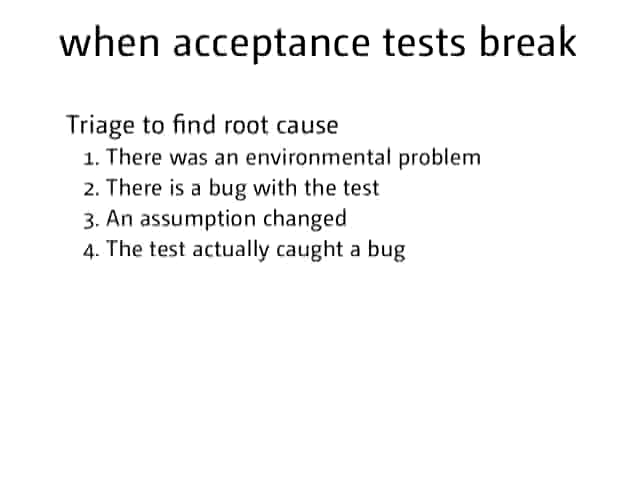 when acceptance tests break
Triage to find root cause
1. There was an environmental problem
2. There is a bug with the test
3. An assumption changed
4. The test actually caught a bug